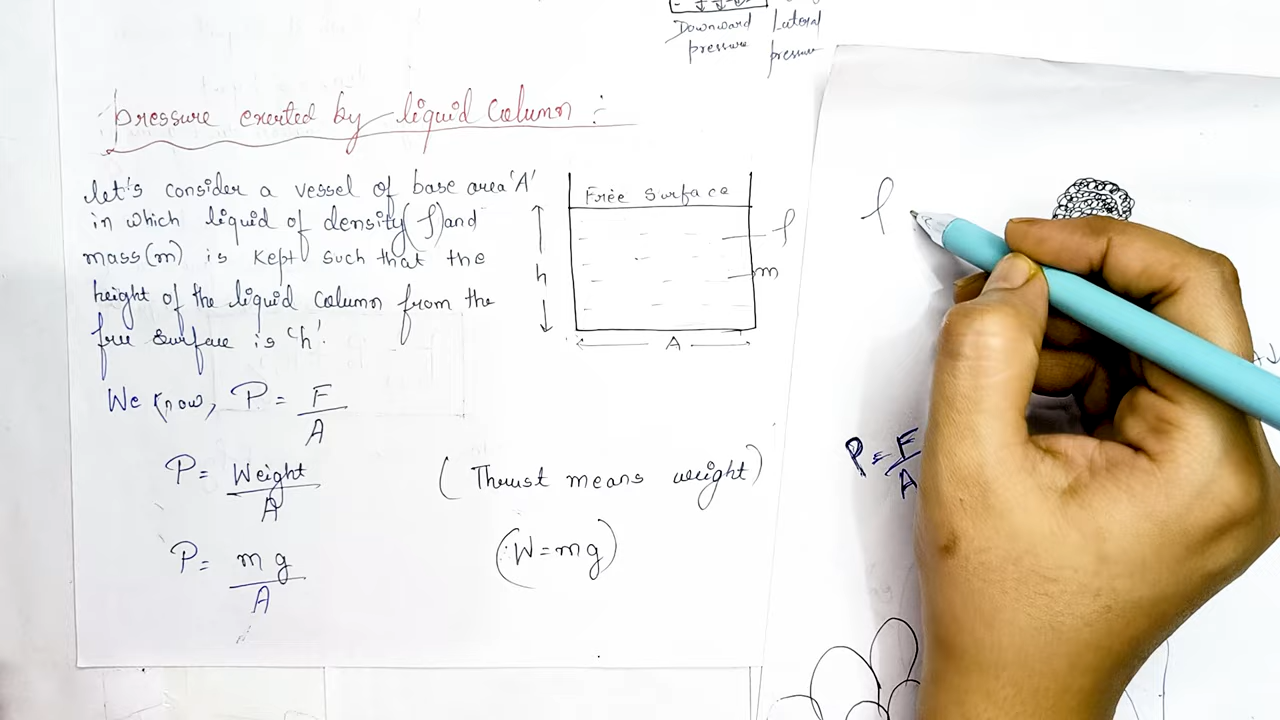 Downward Lateral
pressure pressure
Pressure exerted by liquid column :-
let's consider a vessel of base area 'A'
in which liquid of density (ρ) and
mass (m) is kept such that the
height of the liquid column from the
free surface is 'h'.
Free Surface
ρ
m
h
A
We know, P = F/A
P = Weight/A (Thrust means weight)
P = mg/A (W = mg)
ρ
P = F/A